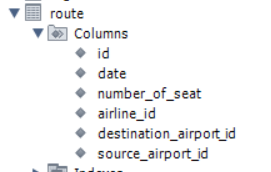 route
Columns
id
date
number_of_seat
airline_id
destination_airport_id
source_airport_id
Indexes